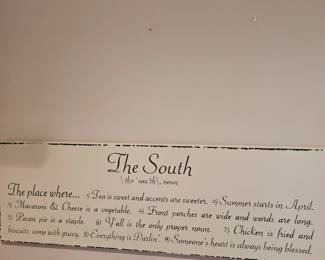 The South
\ thə 'sau̇th\ , noun
The place where... 1) Tea is sweet and accents are sweeter. 2) Summer starts in April.
3) Macaroni & Cheese is a vegetable. 4) Front porches are wide and words are long.
5) Pecan pie is a staple. 6) Y'all is the only proper noun. 7) Chicken is fried and
biscuits come with gravy. 8) Everything is Darlin'. 9) Someone's heart is always being blessed.